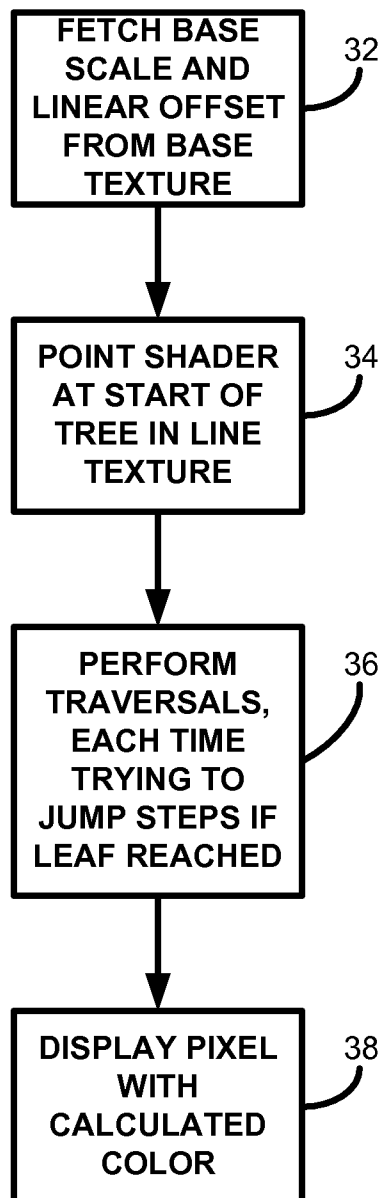 FETCH BASE
SCALE AND
LINEAR OFFSET
FROM BASE
TEXTURE
32
POINT SHADER
AT START OF
TREE IN LINE
TEXTURE
34
PERFORM
TRAVERSALS,
EACH TIME
TRYING TO
JUMP STEPS IF
LEAF REACHED
36
DISPLAY PIXEL
WITH
CALCULATED
COLOR
38